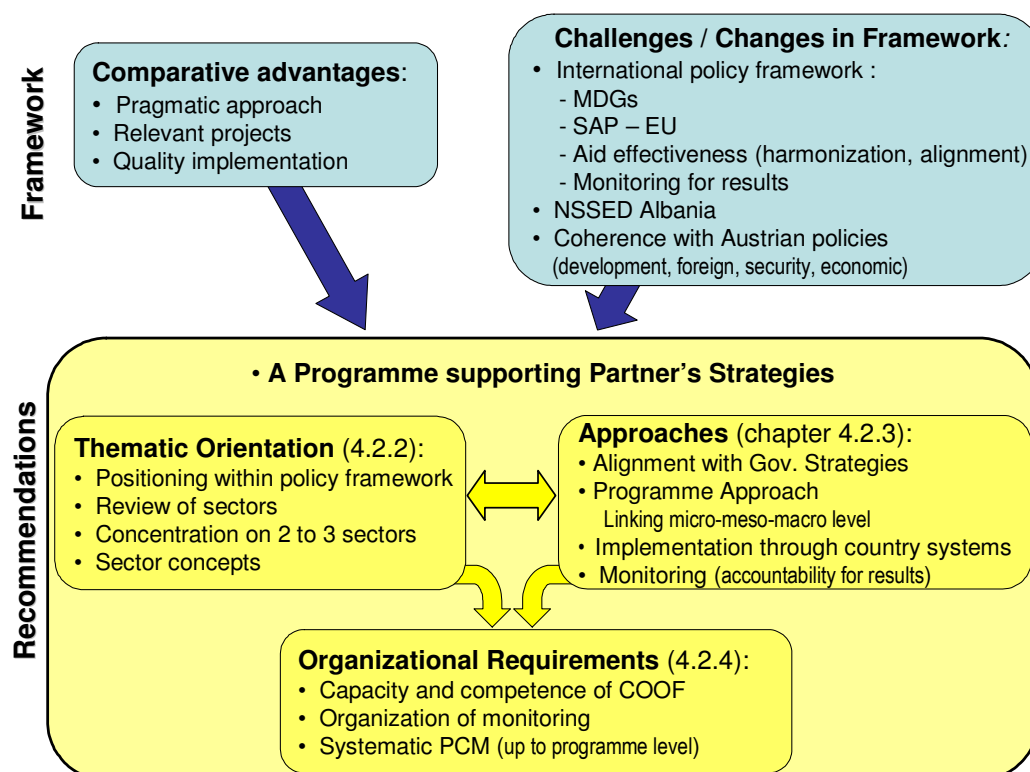 Framework
Comparative advantages:
• Pragmatic approach
• Relevant projects
• Quality implementation
Challenges / Changes in Framework:
• International policy framework :
- MDGs
- SAP – EU
- Aid effectiveness (harmonization, alignment)
- Monitoring for results
• NSSED Albania
• Coherence with Austrian policies
(development, foreign, security, economic)
Recommendations
• A Programme supporting Partner's Strategies
Thematic Orientation (4.2.2):
• Positioning within policy framework
• Review of sectors
• Concentration on 2 to 3 sectors
• Sector concepts
Approaches (chapter 4.2.3):
• Alignment with Gov. Strategies
• Programme Approach
Linking micro-meso-macro level
• Implementation through country systems
• Monitoring (accountability for results)
Organizational Requirements (4.2.4):
• Capacity and competence of COOF
• Organization of monitoring
• Systematic PCM (up to programme level)